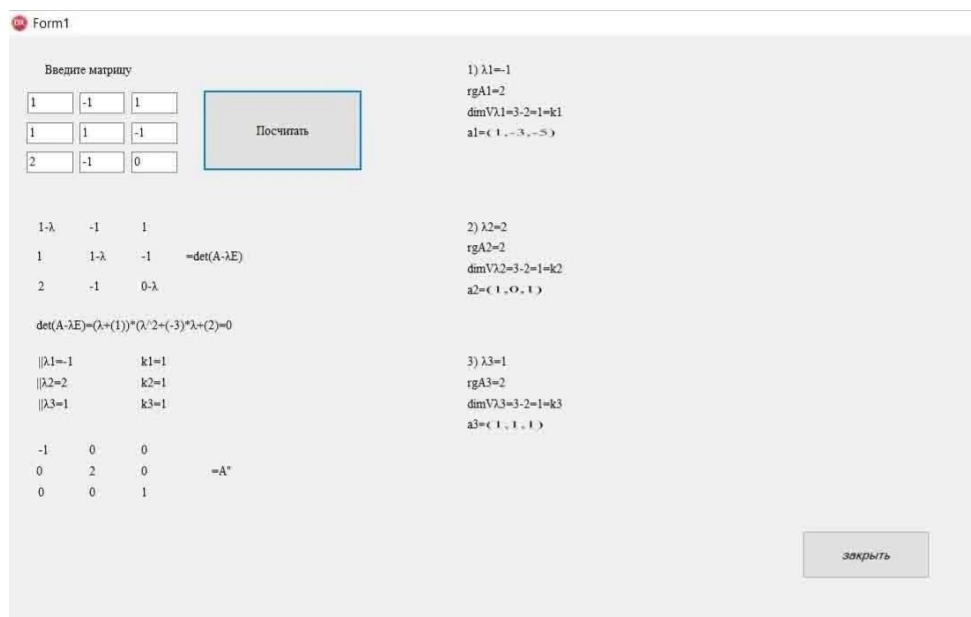 Form1
Введите матрицу
1 -1 1
1 1 -1
2 -1 0
Посчитать
1-λ -1 1
1 1-λ -1 =det(A-λE)
2 -1 0-λ
det(A-λE)=(λ+(1))*(λ^2+(-3)*λ+(2)=0
||λ1=-1 k1=1
||λ2=2 k2=1
||λ3=1 k3=1
-1 0 0
0 2 0 =A"
0 0 1
1) λ1=-1
rgA1=2
dimVλ1=3-2=1=k1
a1=(1,-3,-5)
2) λ2=2
rgA2=2
dimVλ2=3-2=1=k2
a2=(1,0,1)
3) λ3=1
rgA3=2
dimVλ3=3-2=1=k3
a3=(1,1,1)
закрыть